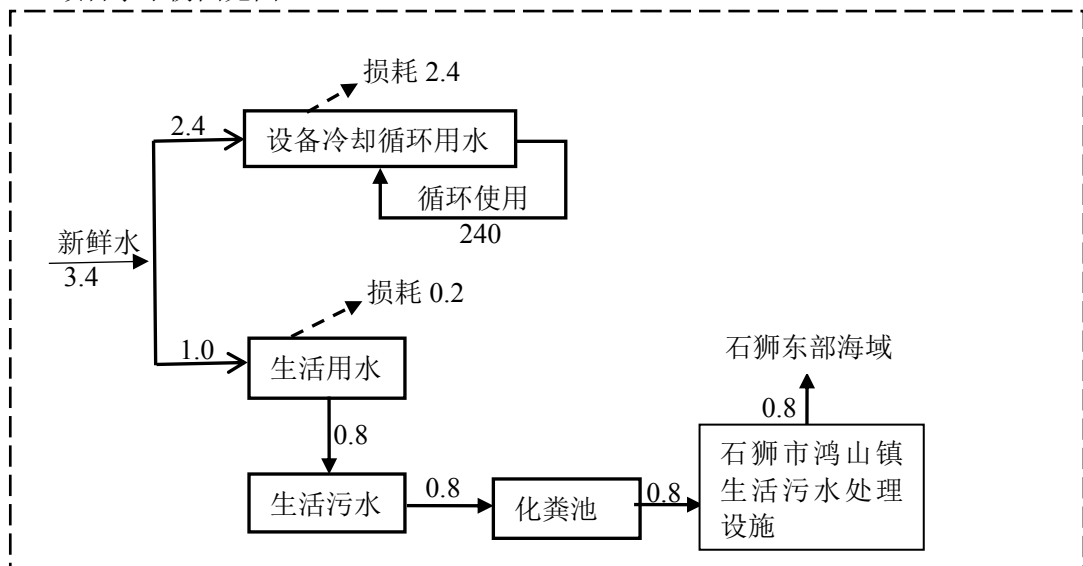 损耗 2.4
2.4
设备冷却循环用水
循环使用
240
新鲜水
3.4
损耗 0.2
1.0
生活用水
石狮东部海域
0.8
0.8
石狮市鸿山镇
生活污水处理
设施
生活污水
0.8
化粪池
0.8